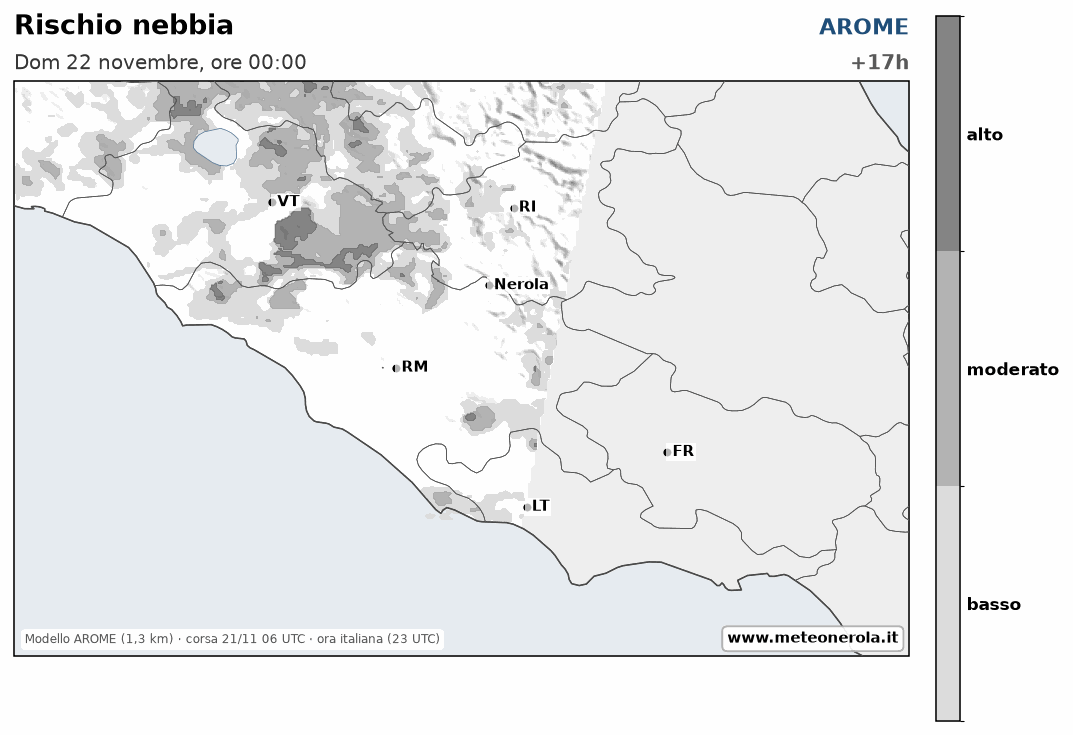 Rischio nebbia
AROME
Dom 22 novembre, ore 00:00
+17h
alto
VT
RI
Nerola
moderato
RM
FR
LT
basso
Modello AROME (1,3 km) · corsa 21/11 06 UTC · ora italiana (23 UTC)
www.meteonerola.it